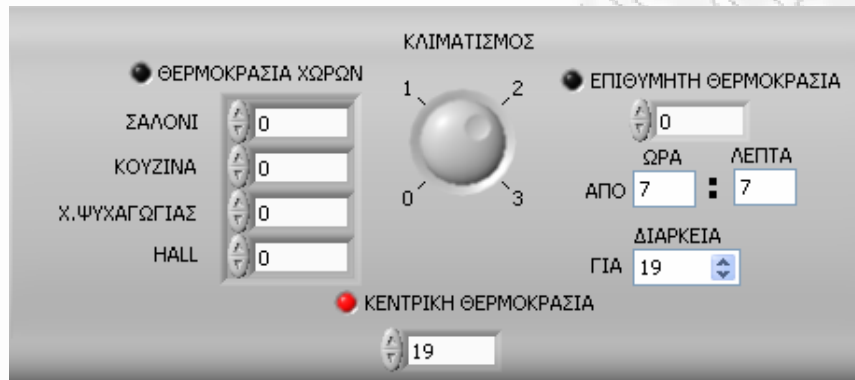 ΚΛΙΜΑΤΙΣΜΟΣ
ΘΕΡΜΟΚΡΑΣΙΑ ΧΩΡΩΝ
ΣΑΛΟΝΙ 0
ΚΟΥΖΙΝΑ 0
Χ.ΨΥΧΑΓΩΓΙΑΣ 0
HALL 0
1 2
0 3
ΕΠΙΘΥΜΗΤΗ ΘΕΡΜΟΚΡΑΣΙΑ
0
ΩΡΑ ΛΕΠΤΑ
ΑΠΟ 7 : 7
ΔΙΑΡΚΕΙΑ
ΓΙΑ 19
ΚΕΝΤΡΙΚΗ ΘΕΡΜΟΚΡΑΣΙΑ
19